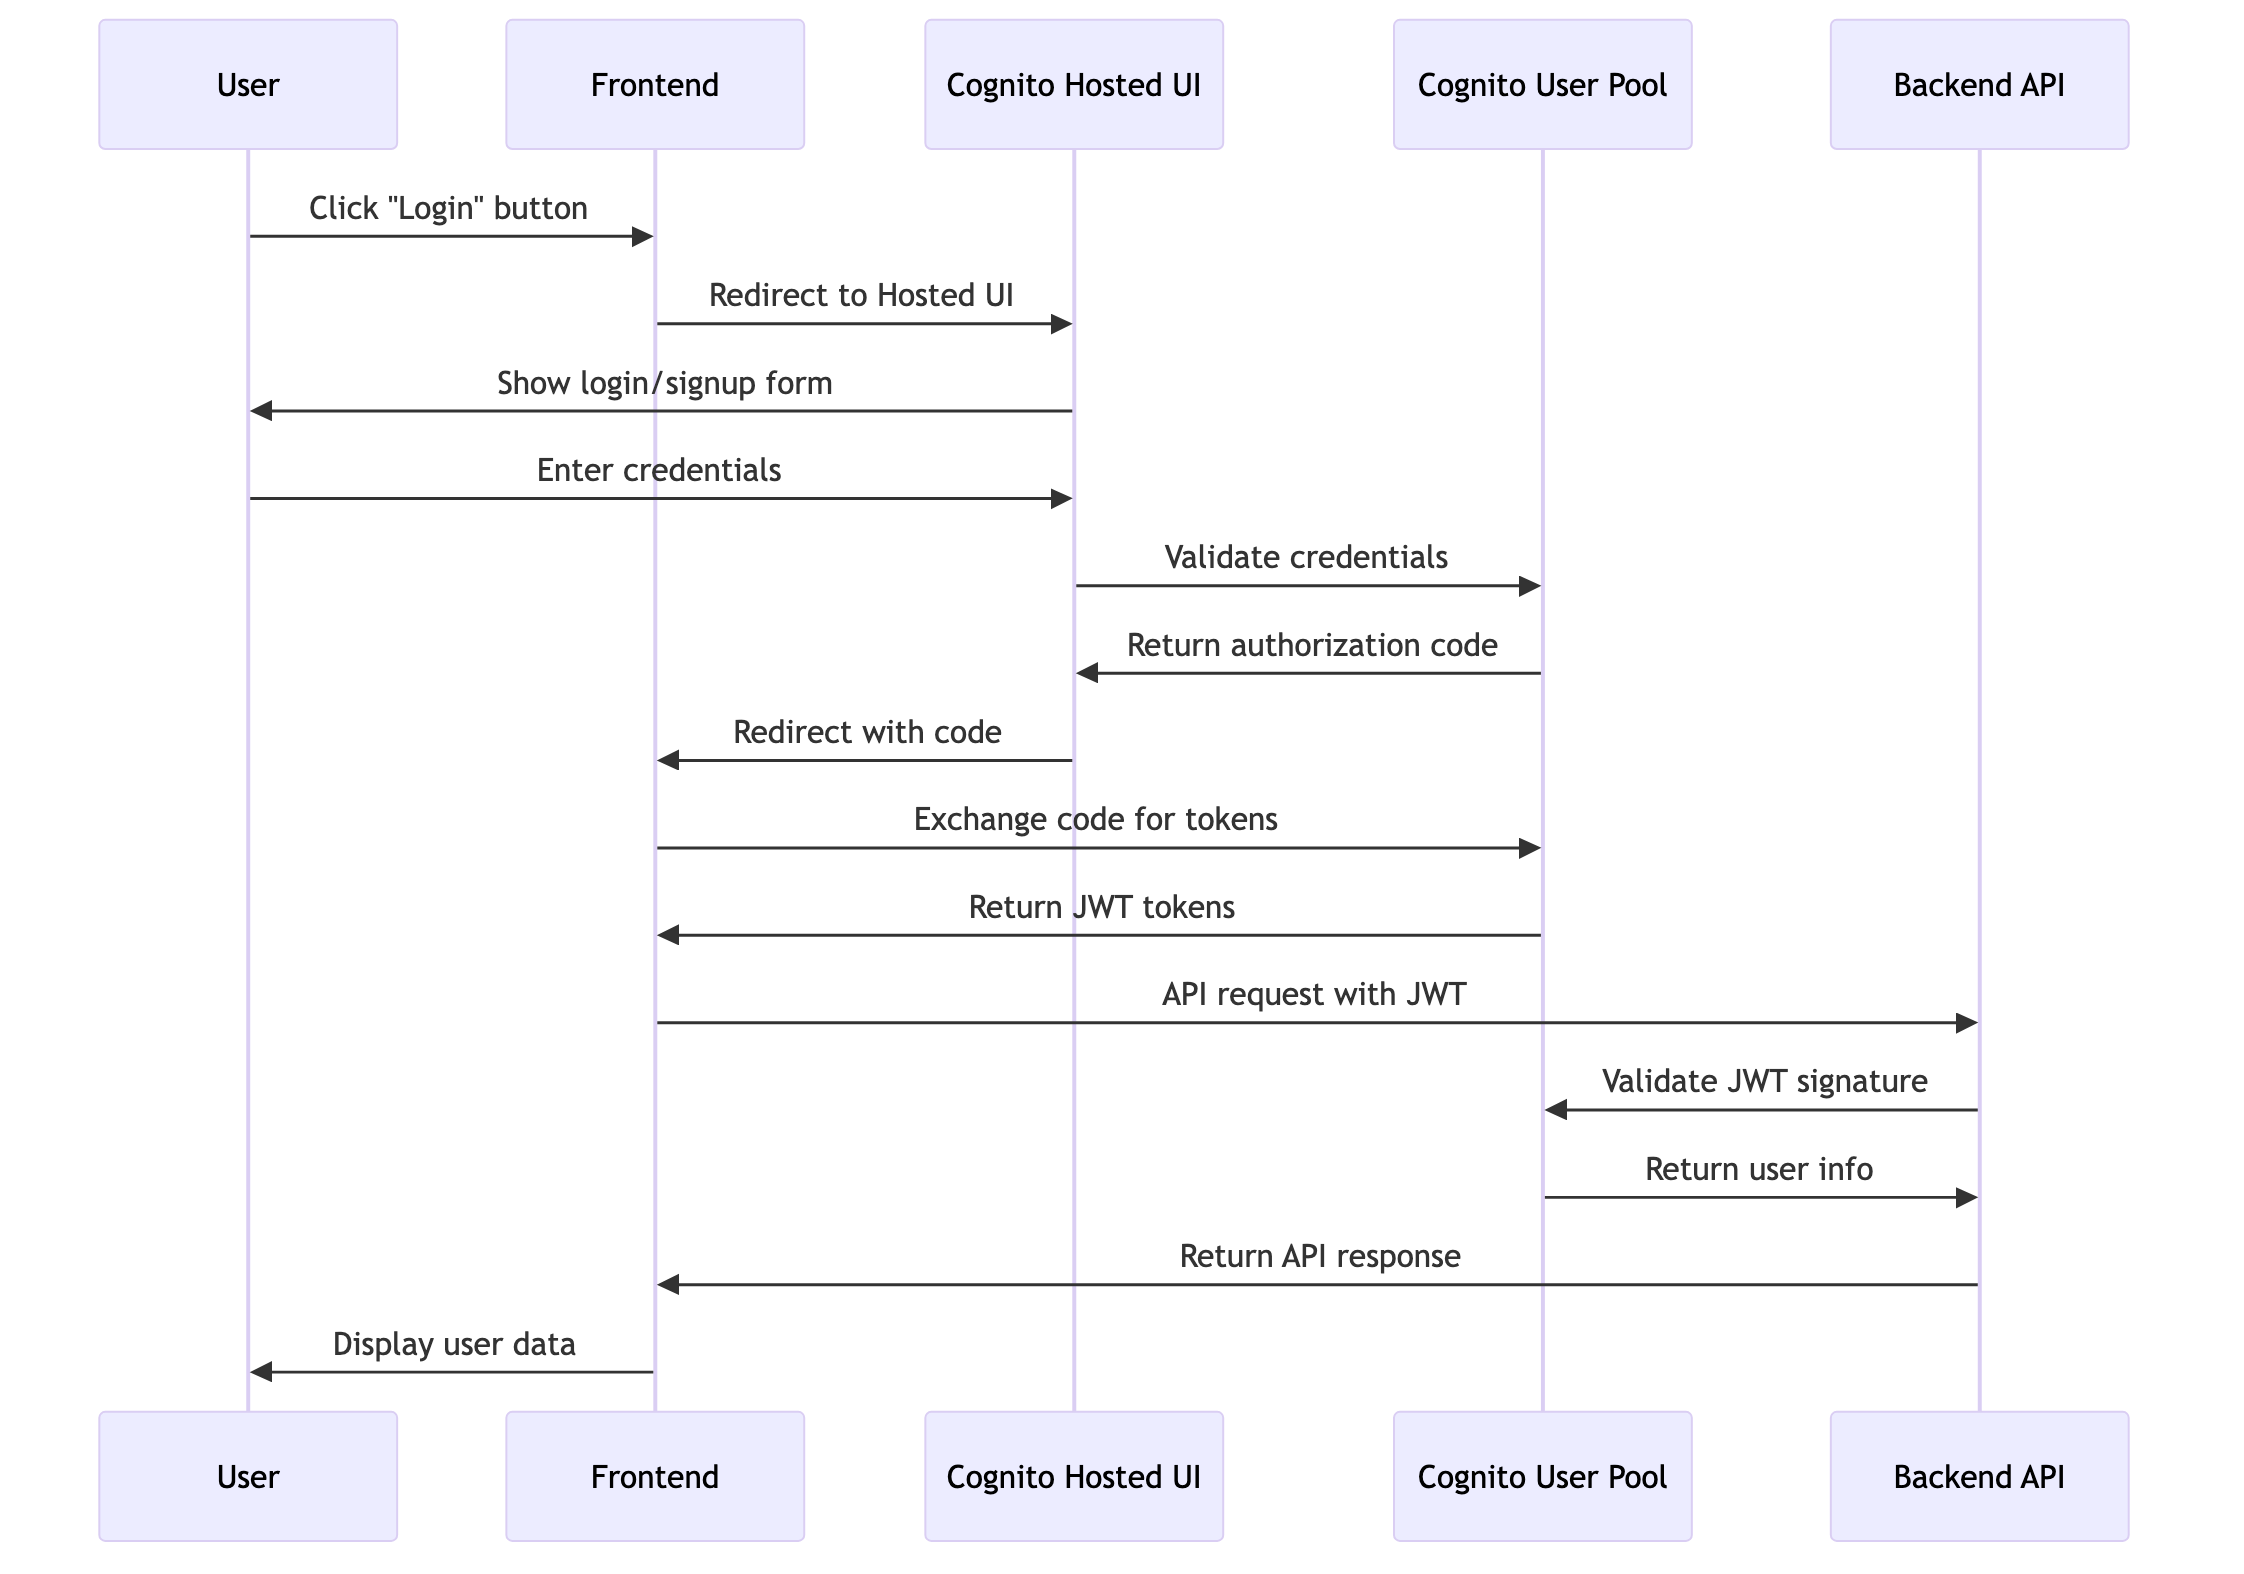 User
Frontend
Cognito Hosted UI
Cognito User Pool
Backend API
Click "Login" button
Redirect to Hosted UI
Show login/signup form
Enter credentials
Validate credentials
Return authorization code
Redirect with code
Exchange code for tokens
Return JWT tokens
API request with JWT
Validate JWT signature
Return user info
Return API response
Display user data
User
Frontend
Cognito Hosted UI
Cognito User Pool
Backend API